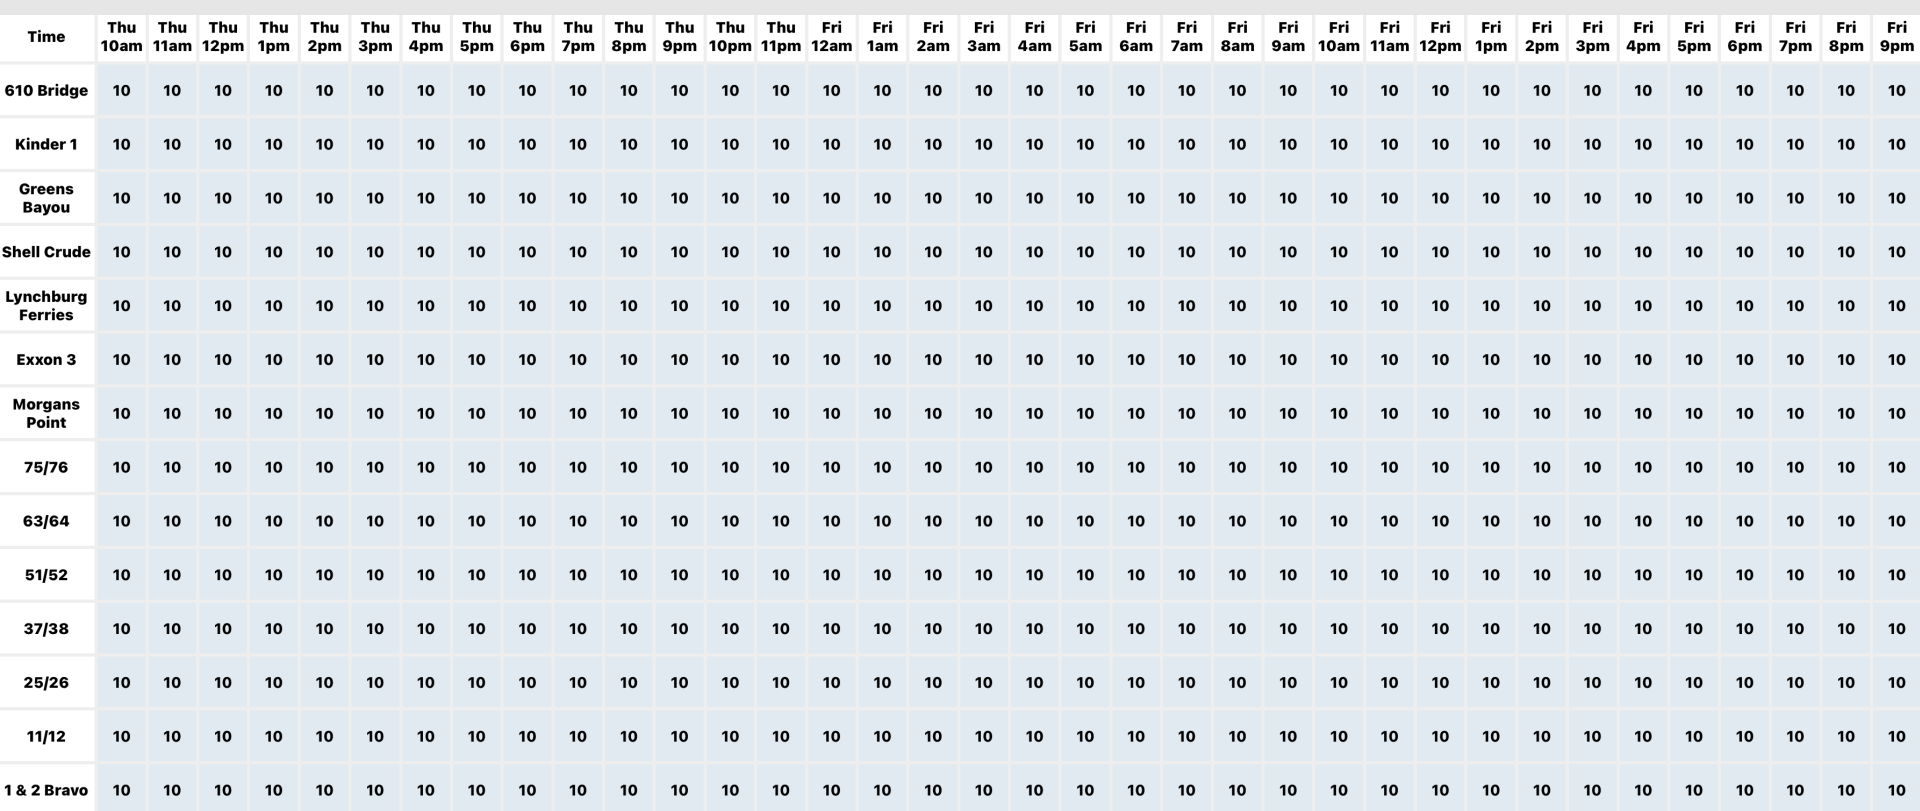 Time Thu 10am Thu 11am Thu 12pm Thu 1pm Thu 2pm Thu 3pm Thu 4pm Thu 5pm Thu 6pm Thu 7pm Thu 8pm Thu 9pm Thu 10pm Thu 11pm Fri 12am Fri 1am Fri 2am Fri 3am Fri 4am Fri 5am Fri 6am Fri 7am Fri 8am Fri 9am Fri 10am Fri 11am Fri 12pm Fri 1pm Fri 2pm Fri 3pm Fri 4pm Fri 5pm Fri 6pm Fri 7pm Fri 8pm Fri 9pm
610 Bridge 10 10 10 10 10 10 10 10 10 10 10 10 10 10 10 10 10 10 10 10 10 10 10 10 10 10 10 10 10 10 10 10 10 10 10 10
Kinder 1 10 10 10 10 10 10 10 10 10 10 10 10 10 10 10 10 10 10 10 10 10 10 10 10 10 10 10 10 10 10 10 10 10 10 10 10
Greens Bayou 10 10 10 10 10 10 10 10 10 10 10 10 10 10 10 10 10 10 10 10 10 10 10 10 10 10 10 10 10 10 10 10 10 10 10 10
Shell Crude 10 10 10 10 10 10 10 10 10 10 10 10 10 10 10 10 10 10 10 10 10 10 10 10 10 10 10 10 10 10 10 10 10 10 10 10
Lynchburg Ferries 10 10 10 10 10 10 10 10 10 10 10 10 10 10 10 10 10 10 10 10 10 10 10 10 10 10 10 10 10 10 10 10 10 10 10 10
Exxon 3 10 10 10 10 10 10 10 10 10 10 10 10 10 10 10 10 10 10 10 10 10 10 10 10 10 10 10 10 10 10 10 10 10 10 10 10
Morgans Point 10 10 10 10 10 10 10 10 10 10 10 10 10 10 10 10 10 10 10 10 10 10 10 10 10 10 10 10 10 10 10 10 10 10 10 10
75/76 10 10 10 10 10 10 10 10 10 10 10 10 10 10 10 10 10 10 10 10 10 10 10 10 10 10 10 10 10 10 10 10 10 10 10 10
63/64 10 10 10 10 10 10 10 10 10 10 10 10 10 10 10 10 10 10 10 10 10 10 10 10 10 10 10 10 10 10 10 10 10 10 10 10
51/52 10 10 10 10 10 10 10 10 10 10 10 10 10 10 10 10 10 10 10 10 10 10 10 10 10 10 10 10 10 10 10 10 10 10 10 10
37/38 10 10 10 10 10 10 10 10 10 10 10 10 10 10 10 10 10 10 10 10 10 10 10 10 10 10 10 10 10 10 10 10 10 10 10 10
25/26 10 10 10 10 10 10 10 10 10 10 10 10 10 10 10 10 10 10 10 10 10 10 10 10 10 10 10 10 10 10 10 10 10 10 10 10
11/12 10 10 10 10 10 10 10 10 10 10 10 10 10 10 10 10 10 10 10 10 10 10 10 10 10 10 10 10 10 10 10 10 10 10 10 10
1 & 2 Bravo 10 10 10 10 10 10 10 10 10 10 10 10 10 10 10 10 10 10 10 10 10 10 10 10 10 10 10 10 10 10 10 10 10 10 10 10